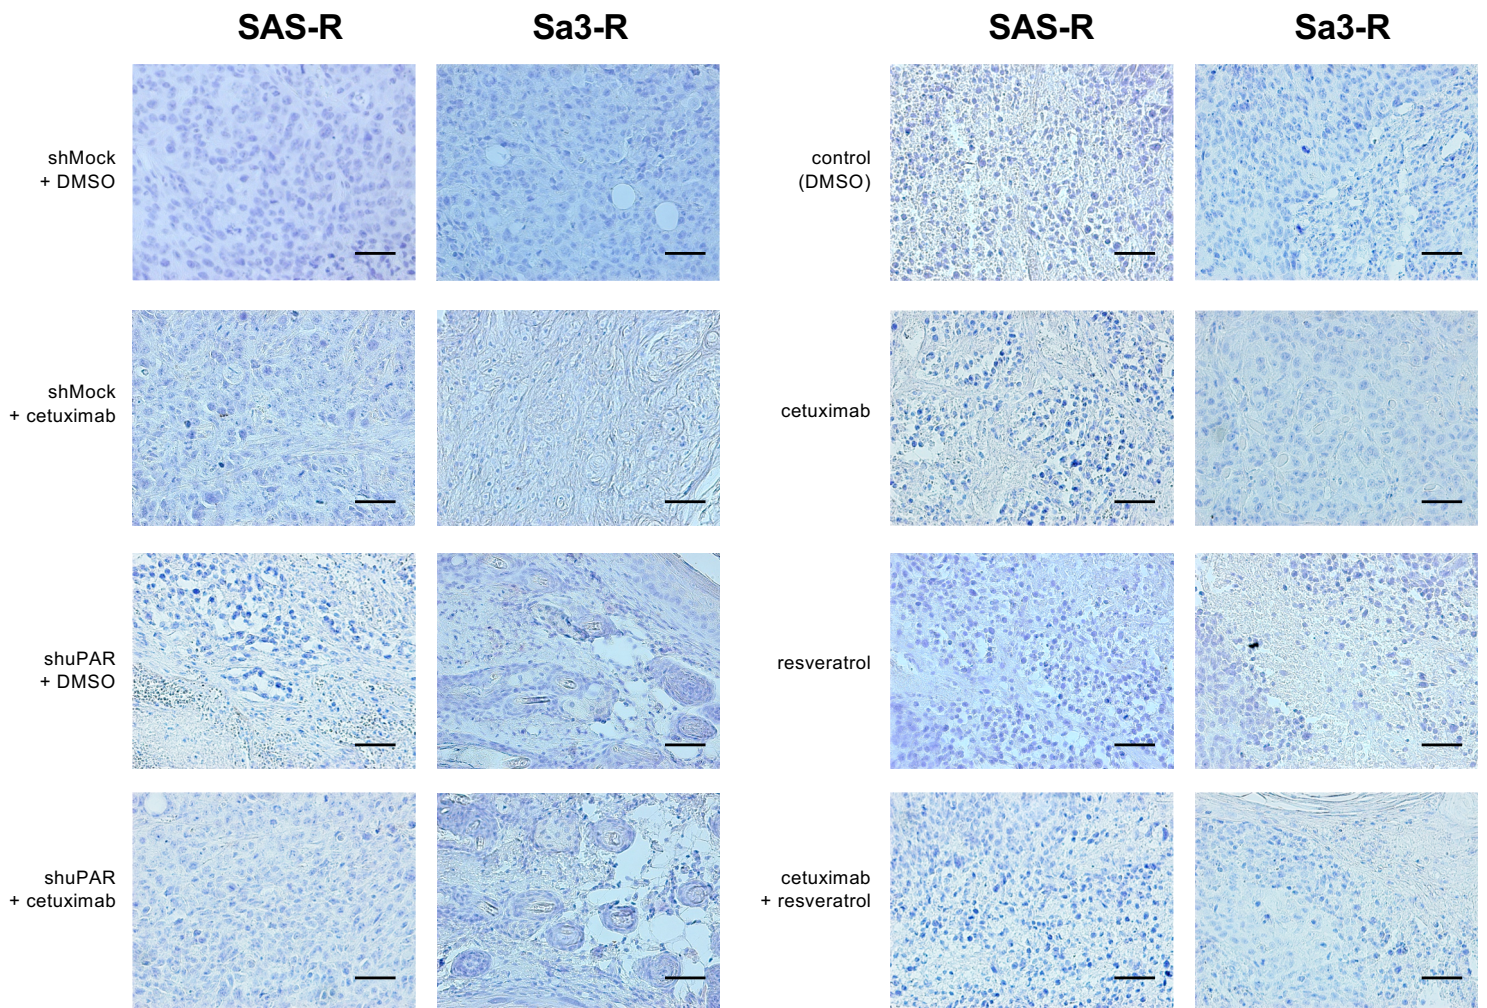 SAS-R Sa3-R SAS-R Sa3-R
shMock
+ DMSO
shMock
+ cetuximab
shuPAR
+ DMSO
shuPAR
+ cetuximab
control
(DMSO)
cetuximab
resveratrol
cetuximab
+ resveratrol